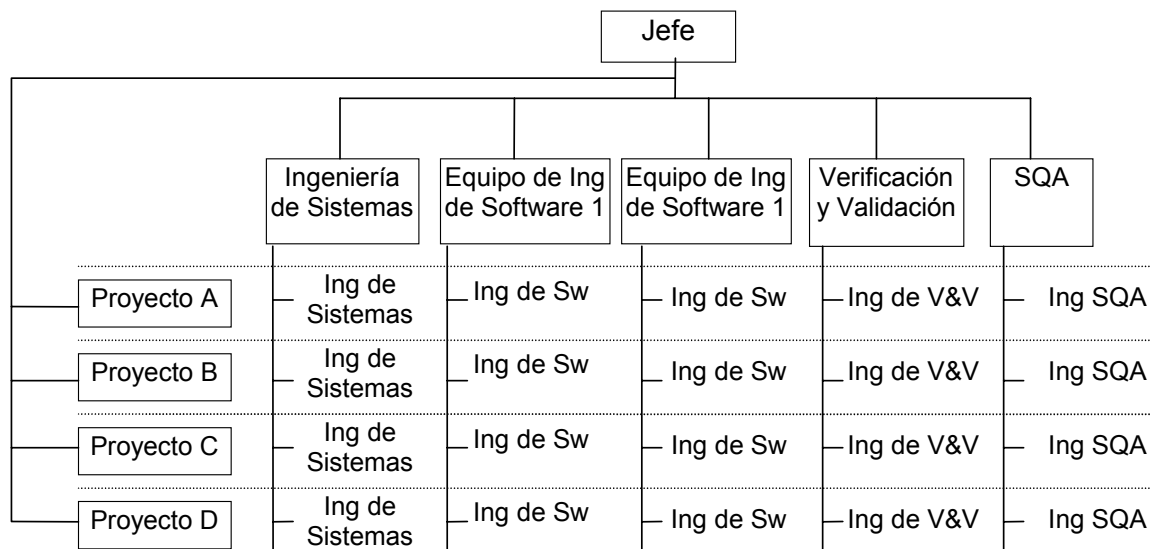 Jefe
Ingeniería
de Sistemas
Equipo de Ing
de Software 1
Equipo de Ing
de Software 1
Verificación
y Validación
SQA
Proyecto A
Ing de
Sistemas
Ing de Sw
Ing de Sw
Ing de V&V
Ing SQA
Proyecto B
Ing de
Sistemas
Ing de Sw
Ing de Sw
Ing de V&V
Ing SQA
Proyecto C
Ing de
Sistemas
Ing de Sw
Ing de Sw
Ing de V&V
Ing SQA
Proyecto D
Ing de
Sistemas
Ing de Sw
Ing de Sw
Ing de V&V
Ing SQA